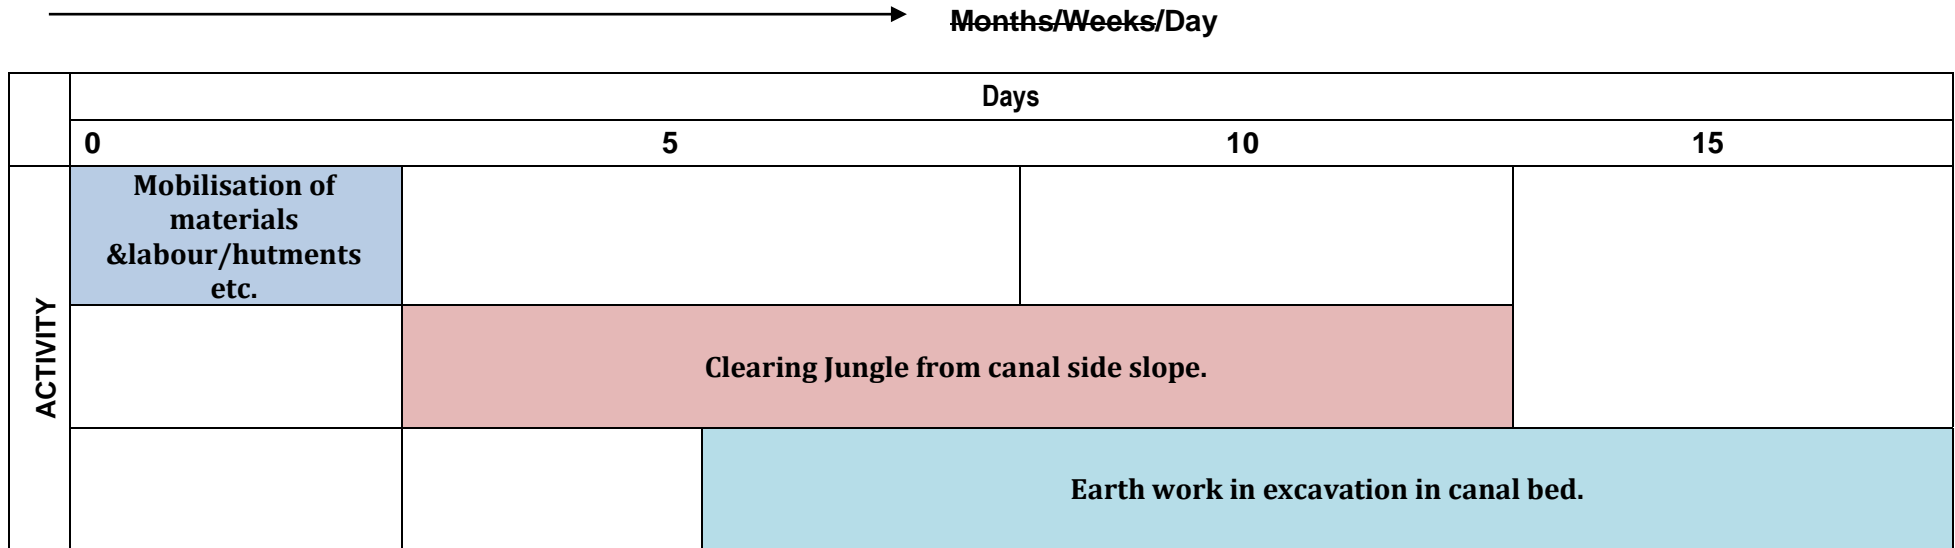 Months/Weeks/Day
Days
0 5 10 15
Mobilisation of
materials
&labour/hutments
etc.
ACTIVITY
Clearing Jungle from canal side slope.
Earth work in excavation in canal bed.